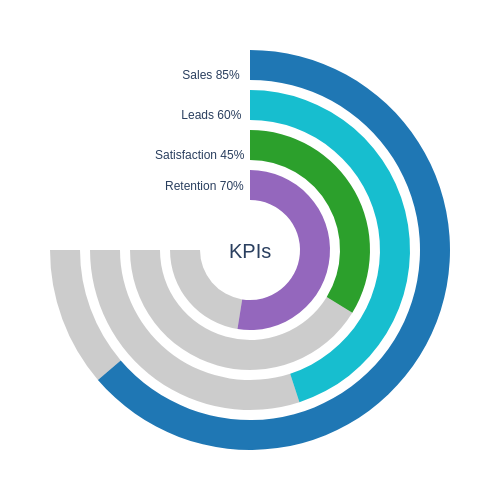 Sales 85%
Leads 60%
Satisfaction 45%
Retention 70%
KPIs